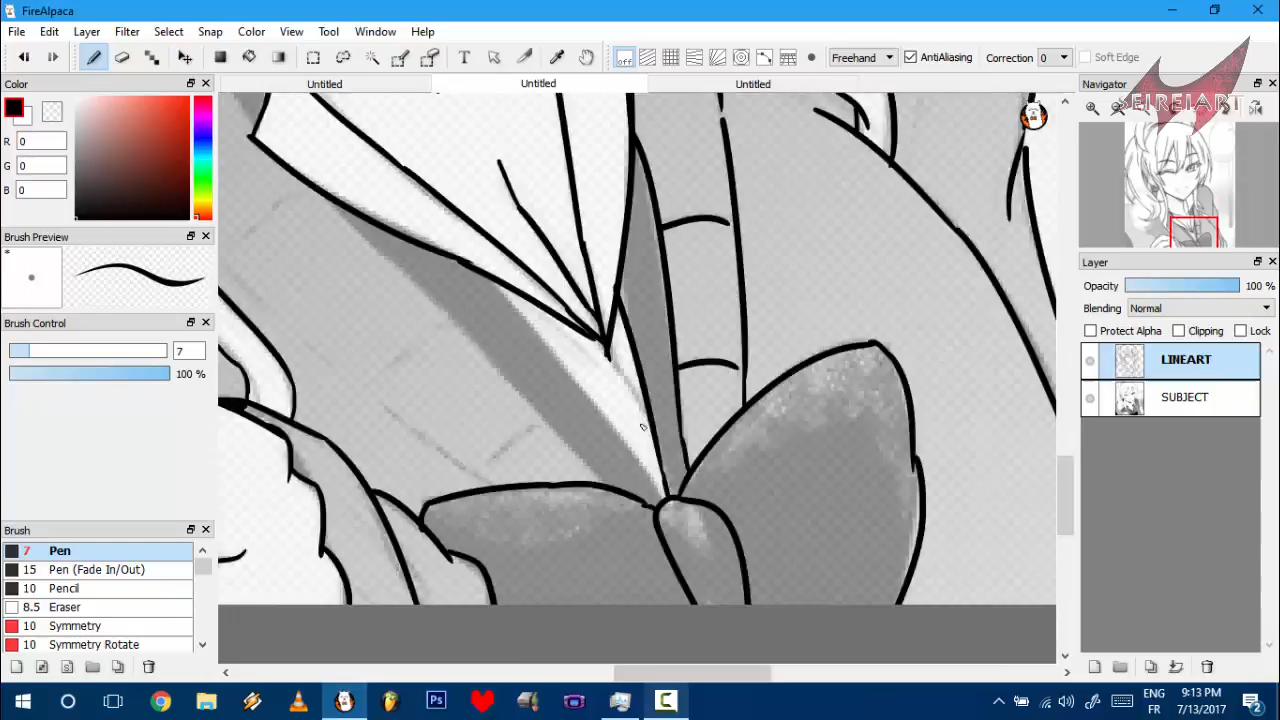 FireAlpaca
File Edit Layer Filter Select Snap Color View Tool Window Help
off Freehand AntiAliasing Correction 0 Soft Edge
Color
Untitled Untitled Untitled
Navigator
SEIREIART
R 0
G 0
B 0
Brush Preview
*
Brush Control
7
100 %
Layer
Opacity 100 %
Blending Normal
Protect Alpha Clipping Lock
LINEART
SUBJECT
Brush
7 Pen
15 Pen (Fade In/Out)
10 Pencil
8.5 Eraser
10 Symmetry
10 Symmetry Rotate
Ps
ENG
FR
9:13 PM
7/13/2017
2